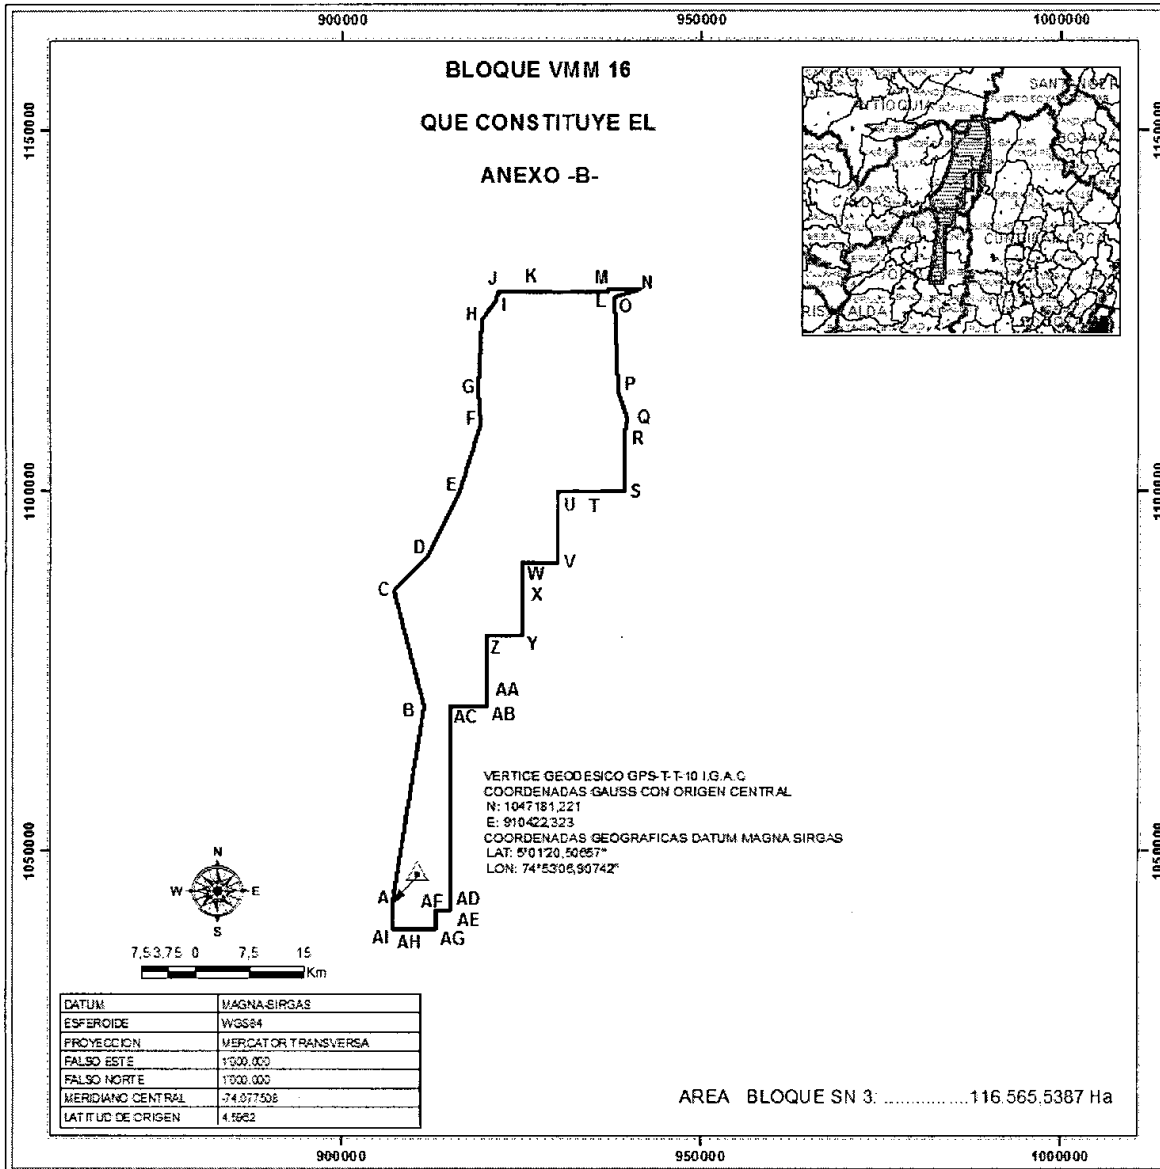 900000 950000 1000000
BLOQUE VMM 16
QUE CONSTITUYE EL
ANEXO -B-
1150000
1150000
SANTANDER
J K M N
L O
H I
G P
F Q
R
1100000
1100000
E U T S
D
W V
C X
Z Y
AA
B AC AB
VERTICE GEODESICO GPS-T-T-10 I.G.A.C
COORDENADAS GAUSS CON ORIGEN CENTRAL
N: 1047181,221
E: 910422,323
COORDENADAS GEOGRAFICAS DATUM MAGNA SIRGAS
LAT: 5°01'20,50657"
LON: 74°5306,90742"
1050000
1050000
N
W E
S
A AF AD
AE
AI AH AG
7,5 3,75 0 7,5 15
Km
DATUM MAGNA-SIRGAS
ESFEROIDE WGS84
PROYECCION MERCATOR TRANSVERSA
FALSO ESTE 1'000.000
FALSO NORTE 1'000.000
MERIDIANO CENTRAL -74.077508
LATITUD DE ORIGEN 4.5962
AREA BLOQUE SN 3: ................116.565,5387 Ha
900000 950000 1000000